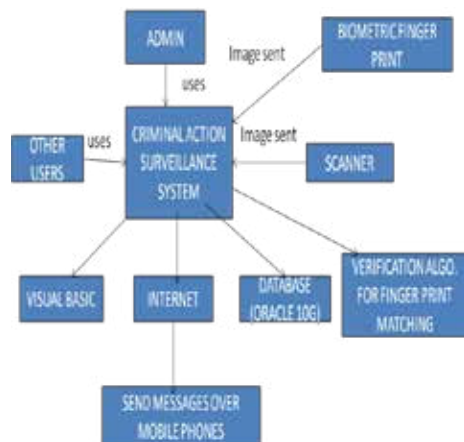 ADMIN
Image sent
BIOMETRIC FINGER
PRINT
uses
OTHER
USERS
uses
CRIMINAL ACTION
SURVEILLANCE
SYSTEM
Image sent
SCANNER
VISUAL BASIC
INTERNET
DATABASE
(ORACLE 10G)
VERIFICATION ALGO.
FOR FINGER PRINT
MATCHING
SEND MESSAGES OVER
MOBILE PHONES